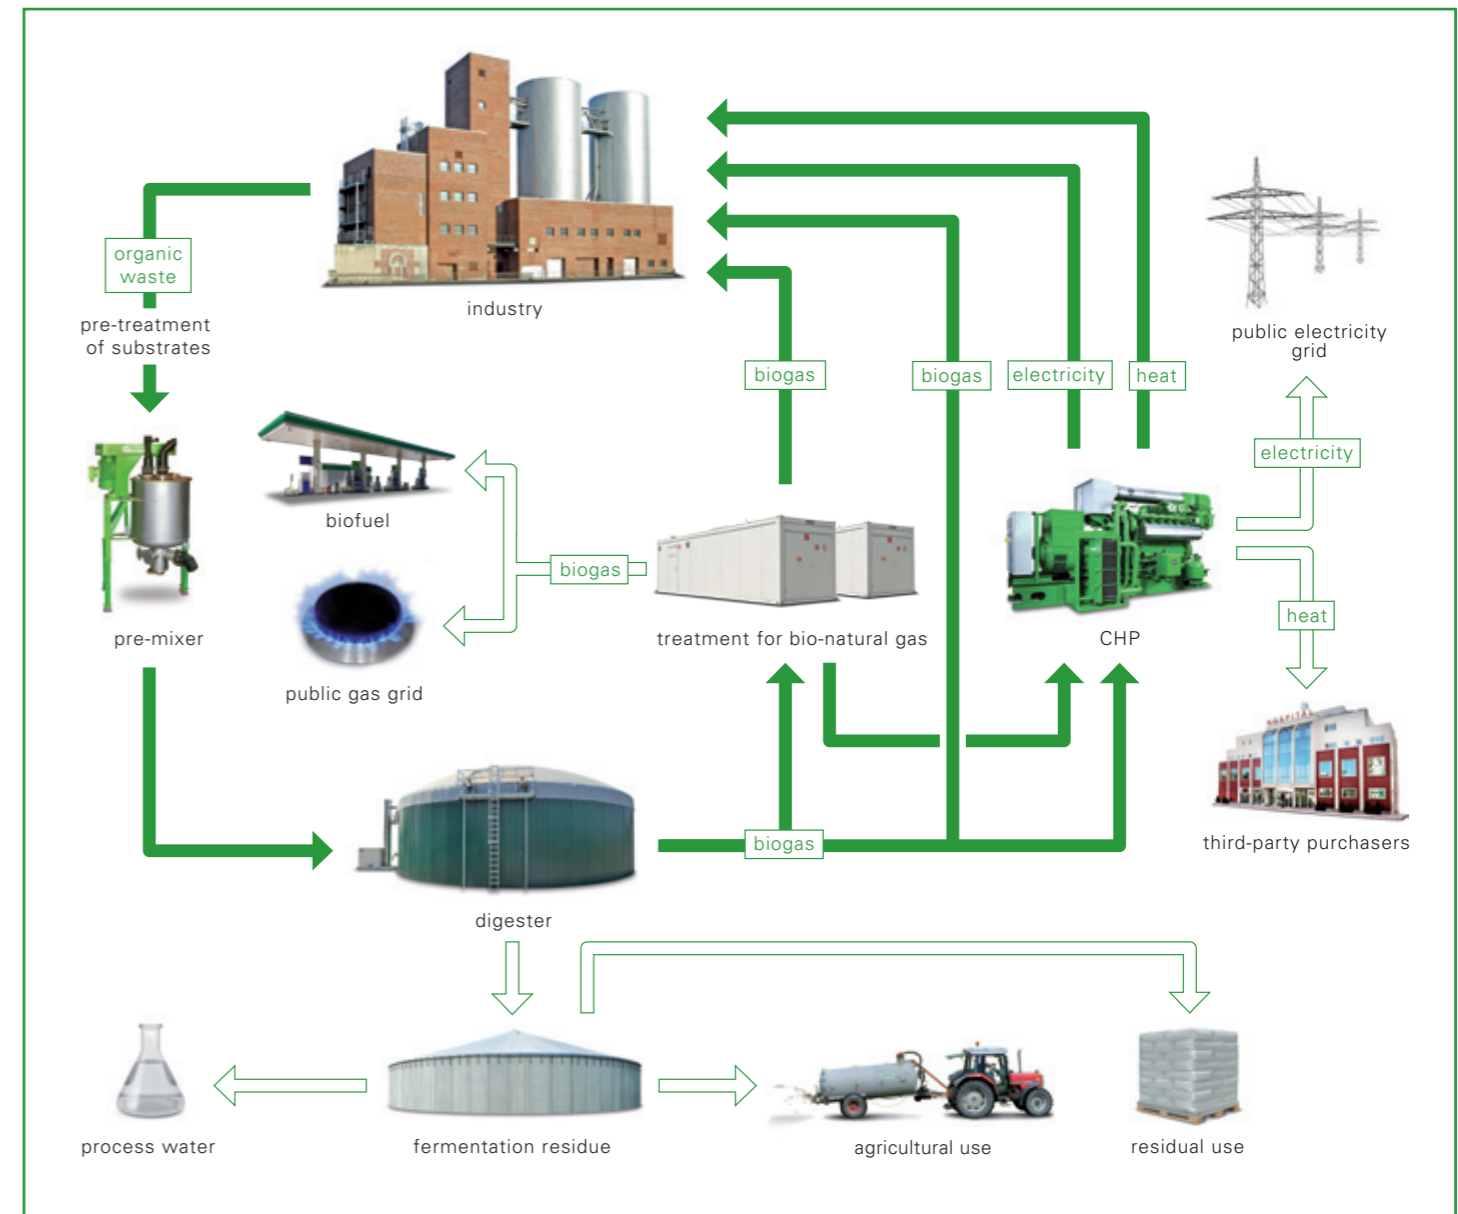 industry
organic
waste
pre-treatment
of substrates
public electricity
grid
biogas
biogas
electricity
heat
electricity
biofuel
biogas
heat
pre-mixer
treatment for bio-natural gas
CHP
public gas grid
HOSPITAL
biogas
third-party purchasers
digester
process water
fermentation residue
agricultural use
residual use